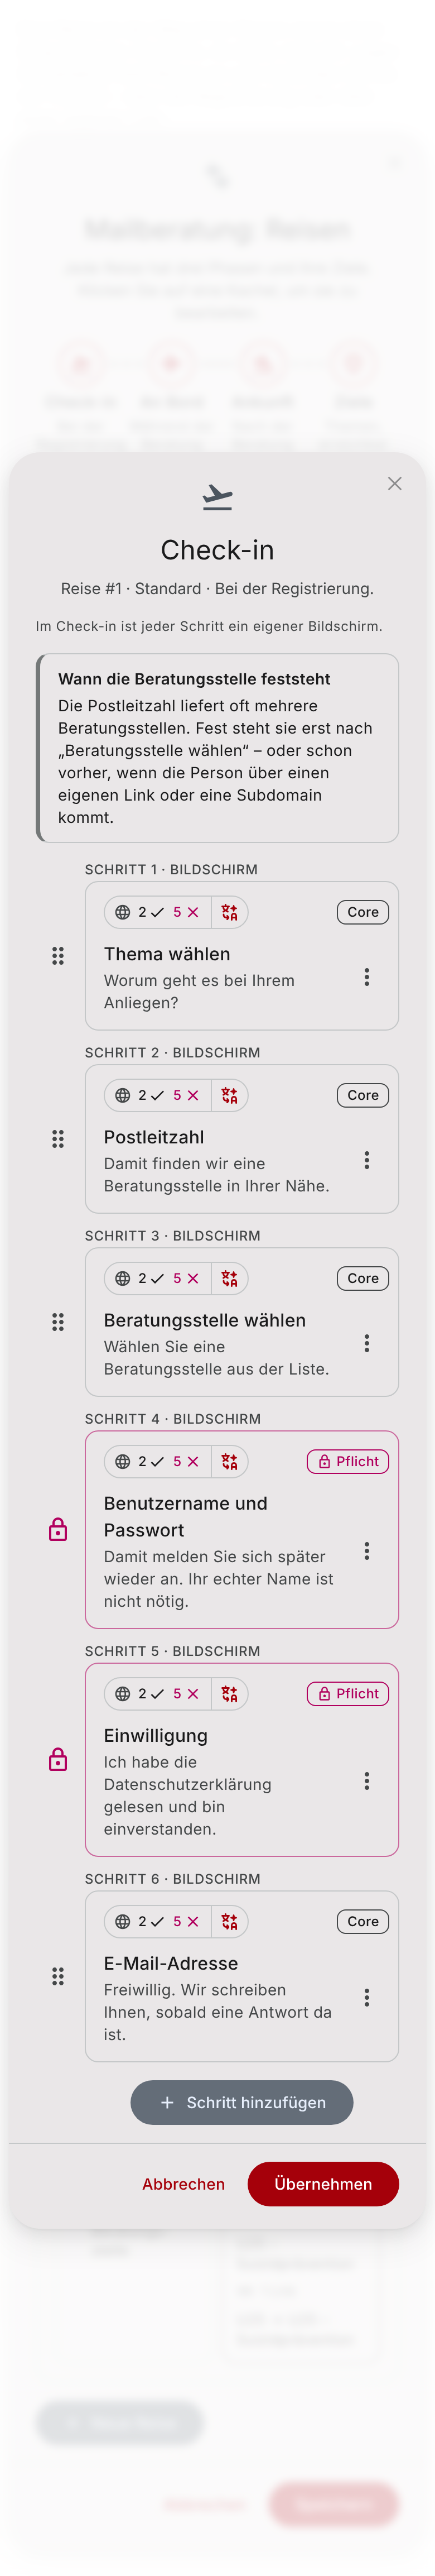 Mailberatung: Reisen
Check-in
Reise #1 · Standard · Bei der Registrierung.
Im Check-in ist jeder Schritt ein eigener Bildschirm.
Wann die Beratungsstelle feststeht
Die Postleitzahl liefert oft mehrere
Beratungsstellen. Fest steht sie erst nach
„Beratungsstelle wählen“ – oder schon
vorher, wenn die Person über einen
eigenen Link oder eine Subdomain
kommt.
SCHRITT 1 · BILDSCHIRM
2 5 Core
Thema wählen
Worum geht es bei Ihrem
Anliegen?
SCHRITT 2 · BILDSCHIRM
2 5 Core
Postleitzahl
Damit finden wir eine
Beratungsstelle in Ihrer Nähe.
SCHRITT 3 · BILDSCHIRM
2 5 Core
Beratungsstelle wählen
Wählen Sie eine
Beratungsstelle aus der Liste.
SCHRITT 4 · BILDSCHIRM
2 5 Pflicht
Benutzername und
Passwort
Damit melden Sie sich später
wieder an. Ihr echter Name ist
nicht nötig.
SCHRITT 5 · BILDSCHIRM
2 5 Pflicht
Einwilligung
Ich habe die
Datenschutzerklärung
gelesen und bin
einverstanden.
SCHRITT 6 · BILDSCHIRM
2 5 Core
E-Mail-Adresse
Freiwillig. Wir schreiben
Ihnen, sobald eine Antwort da
ist.
Schritt hinzufügen
Abbrechen Übernehmen